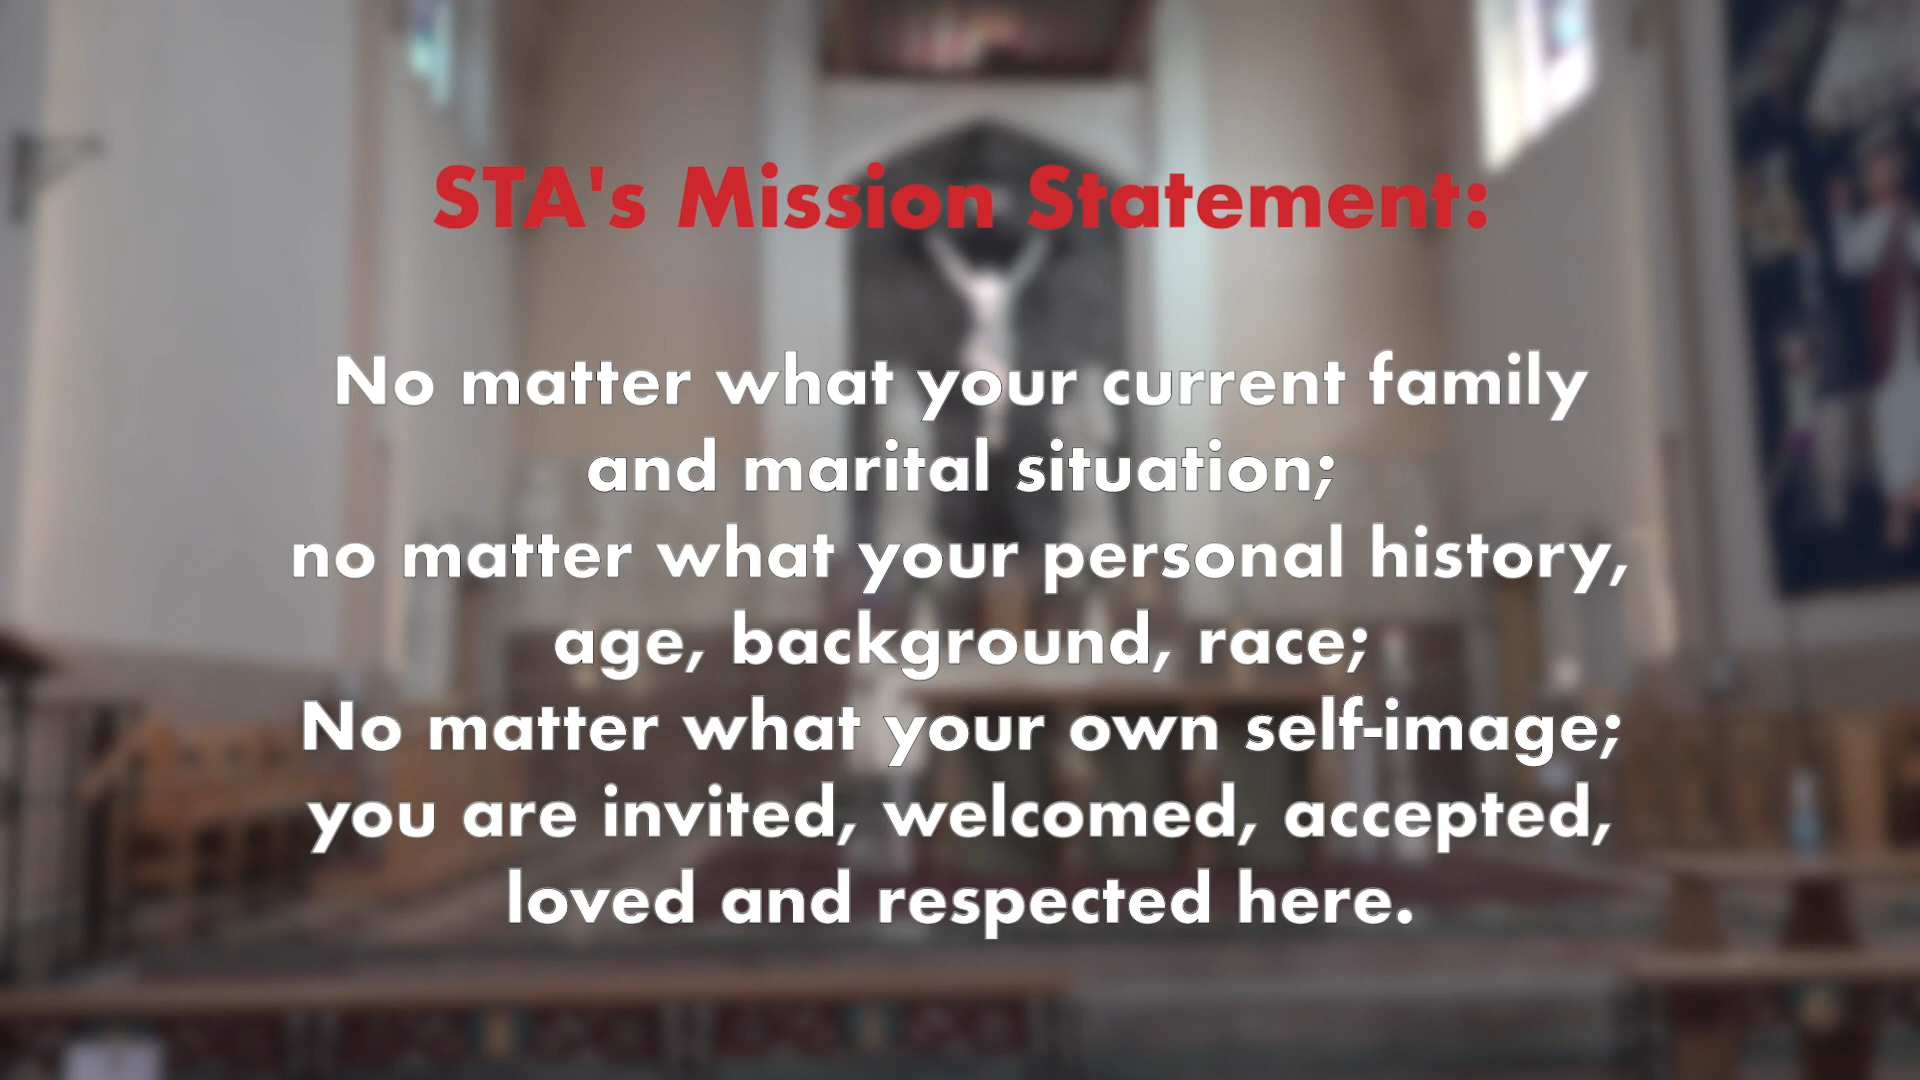 STA's Mission Statement:
No matter what your current family
and marital situation;
no matter what your personal history,
age, background, race;
No matter what your own self-image;
you are invited, welcomed, accepted,
loved and respected here.